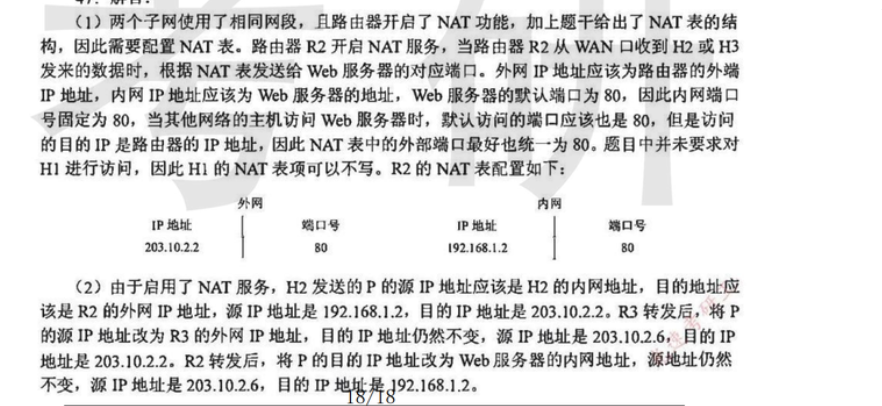 (1)两个子网使用了相同网段,且路由器开启了 NAT 功能,加上题干给出了 NAT 表的结
构,因此需要配置 NAT 表。路由器 R2 开启 NAT 服务,当路由器 R2 从 WAN 口收到 H2 或 H3
发来的数据时,根据 NAT 表发送给 Web 服务器的对应端口。外网 IP 地址应该为路由器的外端
IP 地址,内网 IP 地址应该为 Web 服务器的地址,Web 服务器的默认端口为 80,因此内网端口
号固定为 80,当其他网络的主机访问 Web 服务器时,默认访问的端口应该也是 80,但是访问
的目的 IP 是路由器的 IP 地址,因此 NAT 表中的外部端口最好也统一为 80。题目中并未要求对
H1 进行访问,因此 H1 的 NAT 表项可以不写。R2 的 NAT 表配置如下:
外网 内网
IP 地址 端口号 IP 地址 端口号
203.10.2.2 80 192.168.1.2 80
(2)由于启用了 NAT 服务,H2 发送的 P 的源 IP 地址应该是 H2 的内网地址,目的地址应
该是 R2 的外网 IP 地址,源 IP 地址是 192.168.1.2,目的 IP 地址是 203.10.2.2。R3 转发后,将 P
的源 IP 地址改为 R3 的外网 IP 地址,目的 IP 地址仍然不变,源 IP 地址是 203.10.2.6,目的 IP
地址是 203.10.2.2。R2 转发后,将 P 的目的 IP 地址改为 Web 服务器的内网地址,源地址仍然
不变,源 IP 地址是 203.10.2.6,目的 IP 地址是 192.168.1.2。
18/18
考研